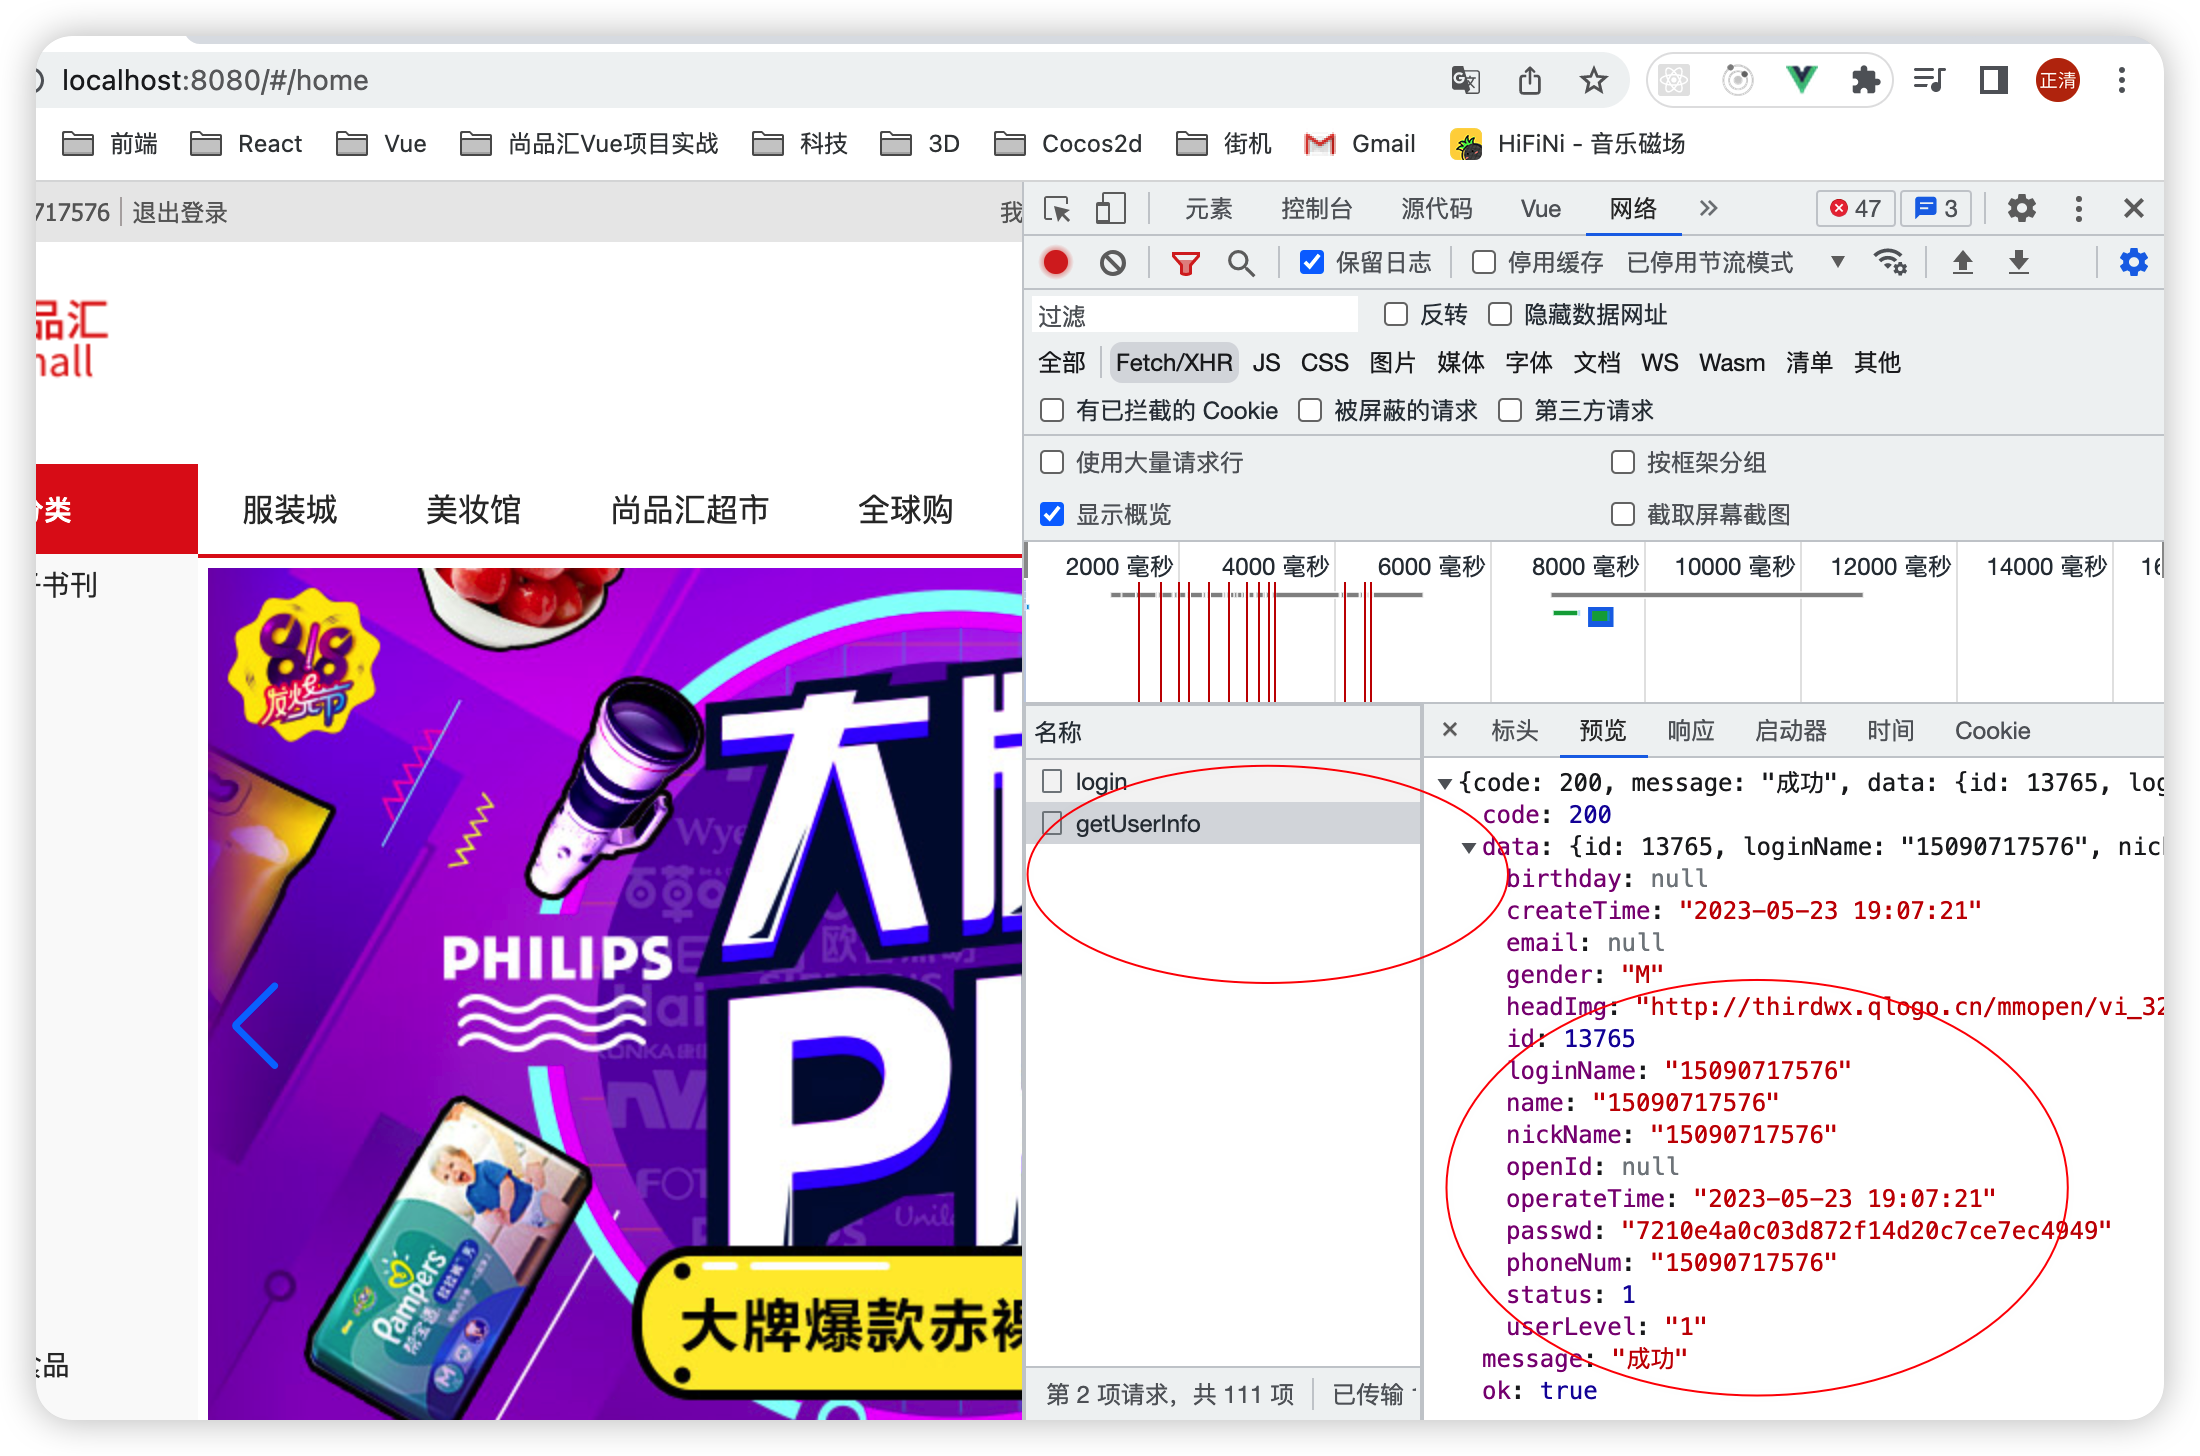 localhost:8080/#/home
正清
前端 React Vue 尚品汇Vue项目实战 科技 3D Cocos2d 街机 Gmail HiFiNi - 音乐磁场
717576 退出登录 我
品汇
mall
分类 服装城 美妆馆 尚品汇超市 全球购
子书刊
食品
发烧节
大
PHILIPS
P
Pampers
帮宝适
M
大牌爆款赤裸
元素 控制台 源代码 Vue 网络 47 3
保留日志 停用缓存 已停用节流模式
过滤 反转 隐藏数据网址
全部 Fetch/XHR JS CSS 图片 媒体 字体 文档 WS Wasm 清单 其他
有已拦截的 Cookie 被屏蔽的请求 第三方请求
使用大量请求行 按框架分组
显示概览 截取屏幕截图
2000 毫秒 4000 毫秒 6000 毫秒 8000 毫秒 10000 毫秒 12000 毫秒 14000 毫秒 16
名称
login
getUserInfo
第 2 项请求，共 111 项 已传输
标头 预览 响应 启动器 时间 Cookie
{code: 200, message: "成功", data: {id: 13765, log
code: 200
data: {id: 13765, loginName: "15090717576", nic
birthday: null
createTime: "2023-05-23 19:07:21"
email: null
gender: "M"
headImg: "http://thirdwx.qlogo.cn/mmopen/vi_32
id: 13765
loginName: "15090717576"
name: "15090717576"
nickName: "15090717576"
openId: null
operateTime: "2023-05-23 19:07:21"
passwd: "7210e4a0c03d872f14d20c7ce7ec4949"
phoneNum: "15090717576"
status: 1
userLevel: "1"
message: "成功"
ok: true